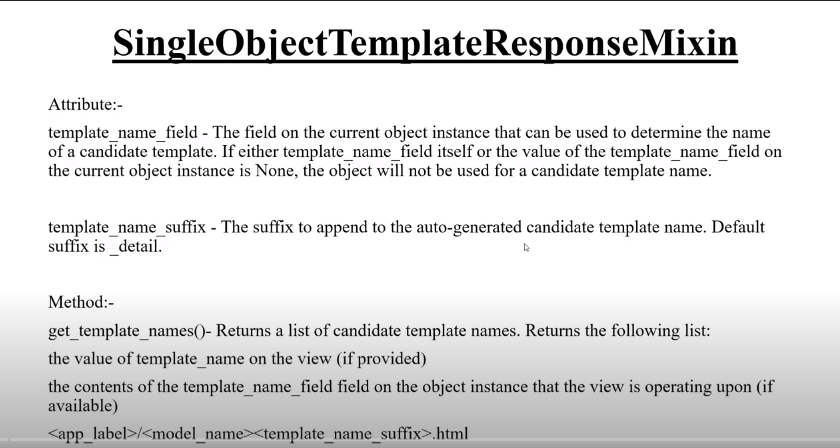 SingleObjectTemplateResponseMixin
Attribute:-
template_name_field - The field on the current object instance that can be used to determine the name
of a candidate template. If either template_name_field itself or the value of the template_name_field on
the current object instance is None, the object will not be used for a candidate template name.
template_name_suffix - The suffix to append to the auto-generated candidate template name. Default
suffix is _detail.
Method:-
get_template_names()- Returns a list of candidate template names. Returns the following list:
the value of template_name on the view (if provided)
the contents of the template_name_field field on the object instance that the view is operating upon (if
available)
<app_label>/<model_name><template_name_suffix>.html